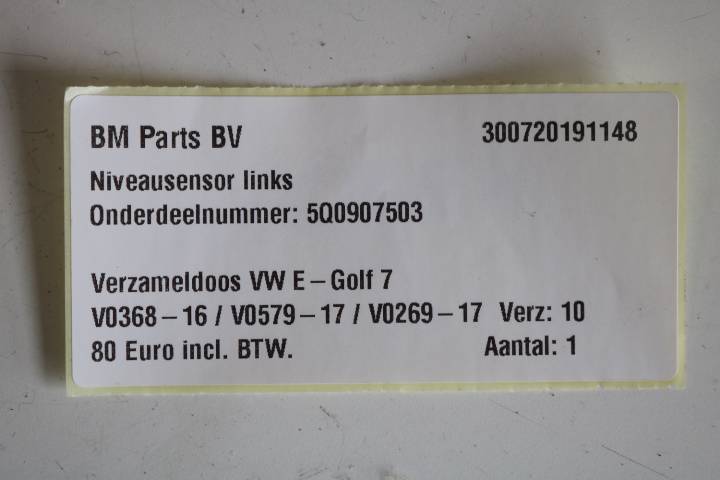 BM Parts BV 300720191148
Niveausensor links
Onderdeelnummer: 5Q0907503
Verzameldoos VW E-Golf 7
V0368-16 / V0579-17 / V0269-17 Verz: 10
80 Euro incl. BTW. Aantal: 1